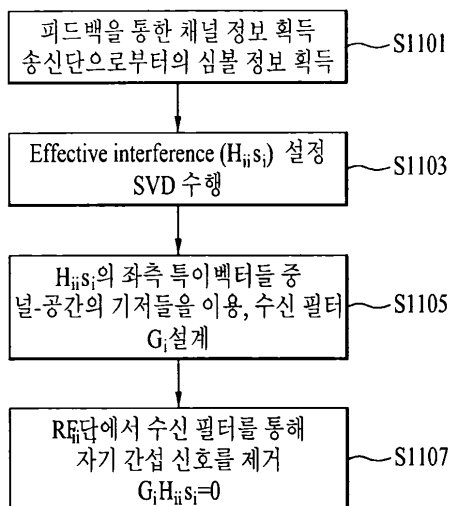 피드백을 통한 채널 정보 획득
송신단으로부터의 심볼 정보 획득
S1101
Effective interference (Hᵢᵢsᵢ) 설정
SVD 수행
S1103
Hᵢᵢsᵢ의 좌측 특이벡터들 중
널-공간의 기저들을 이용, 수신 필터
Gᵢ설계
S1105
RF단에서 수신 필터를 통해
자기 간섭 신호를 제거
GᵢHᵢᵢsᵢ=0
S1107